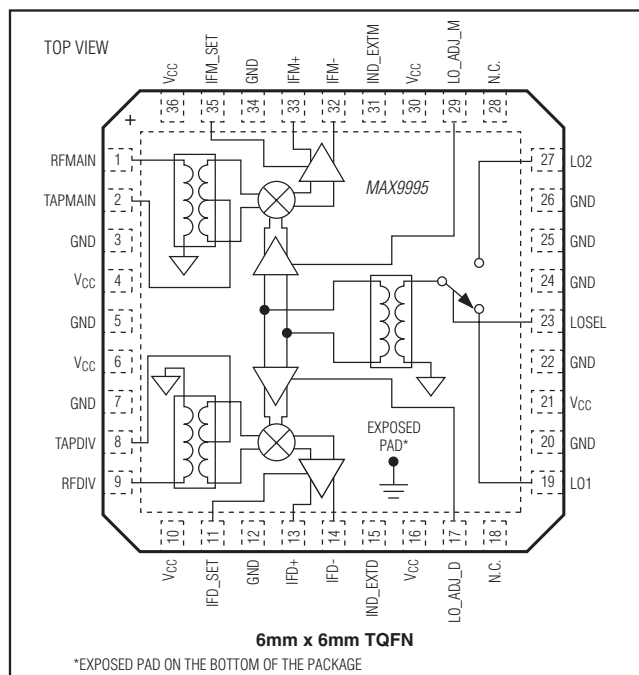 TOP VIEW
VCC
IFM_SET
GND
IFM+
IFM-
IND_EXTM
VCC
LO_ADJ_M
N.C.
36
35
34
33
32
31
30
29
28
+
MAX9995
RFMAIN 1
TAPMAIN 2
GND 3
VCC 4
GND 5
VCC 6
GND 7
TAPDIV 8
RFDIV 9
27 LO2
26 GND
25 GND
24 GND
23 LOSEL
22 GND
21 VCC
20 GND
19 LO1
EXPOSED
PAD*
10
11
12
13
14
15
16
17
18
VCC
IFD_SET
GND
IFD+
IFD-
IND_EXTD
VCC
LO_ADJ_D
N.C.
6mm x 6mm TQFN
*EXPOSED PAD ON THE BOTTOM OF THE PACKAGE